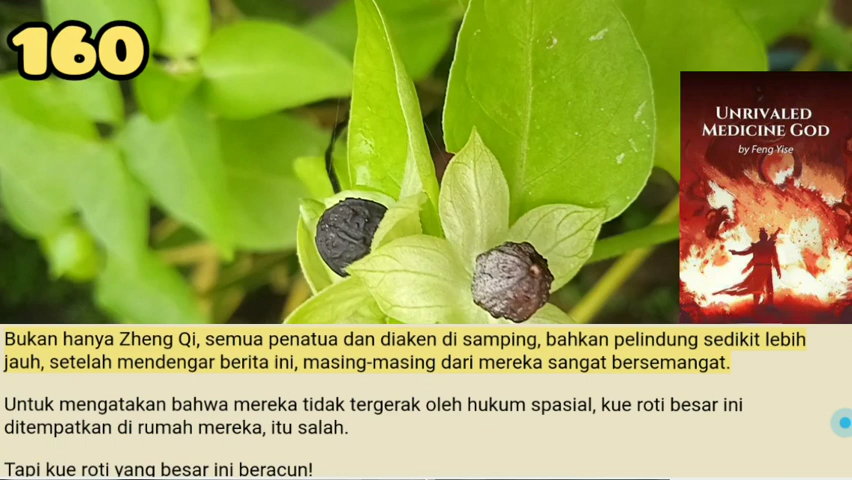 160
UNRIVALED
MEDICINE GOD
by Feng Yise
Bukan hanya Zheng Qi, semua penatua dan diaken di samping, bahkan pelindung sedikit lebih
jauh, setelah mendengar berita ini, masing-masing dari mereka sangat bersemangat.
Untuk mengatakan bahwa mereka tidak tergerak oleh hukum spasial, kue roti besar ini
ditempatkan di rumah mereka, itu salah.
Tapi kue roti yang besar ini beracun!